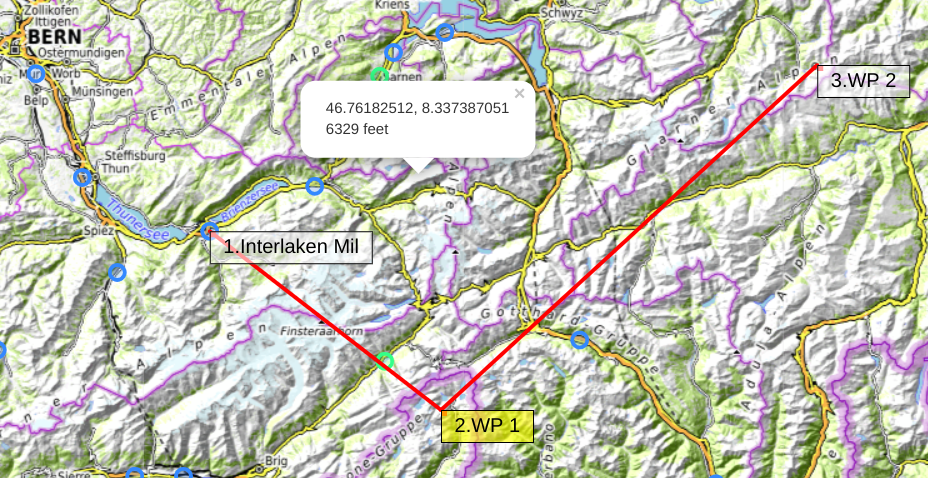 Zollikofen
Ittigen
BERN
Ostermundigen
Worb
Belp
Münsingen
Kriens
Schwyz
Emmentaler Alpen
46.76182512, 8.337387051
×
6329 feet
3.WP 2
Glarner Alpen
Steffisburg
Thun
Thunersee
Brienzersee
Spiez
1.Interlaken Mil
Finsteraarhorn
Gotthard-Gruppe
Alpen
2.WP 1
Brig
Sierre